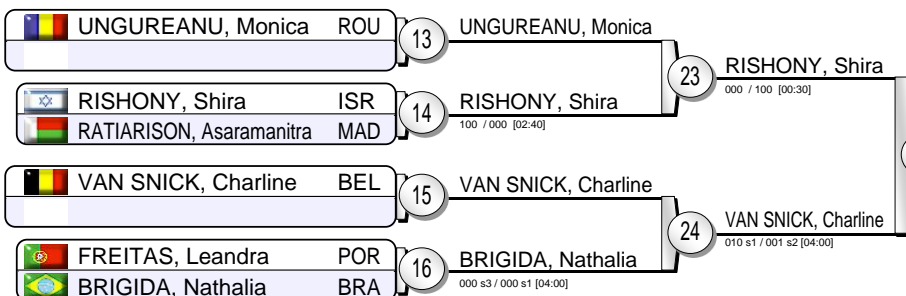 UNGUREANU, Monica ROU
13
UNGUREANU, Monica
23
RISHONY, Shira
000 / 100 [00:30]
RISHONY, Shira ISR
RATIARISON, Asaramanitra MAD
14
RISHONY, Shira
100 / 000 [02:40]
VAN SNICK, Charline BEL
15
VAN SNICK, Charline
24
VAN SNICK, Charline
010 s1 / 001 s2 [04:00]
FREITAS, Leandra POR
BRIGIDA, Nathalia BRA
16
BRIGIDA, Nathalia
000 s3 / 000 s1 [04:00]